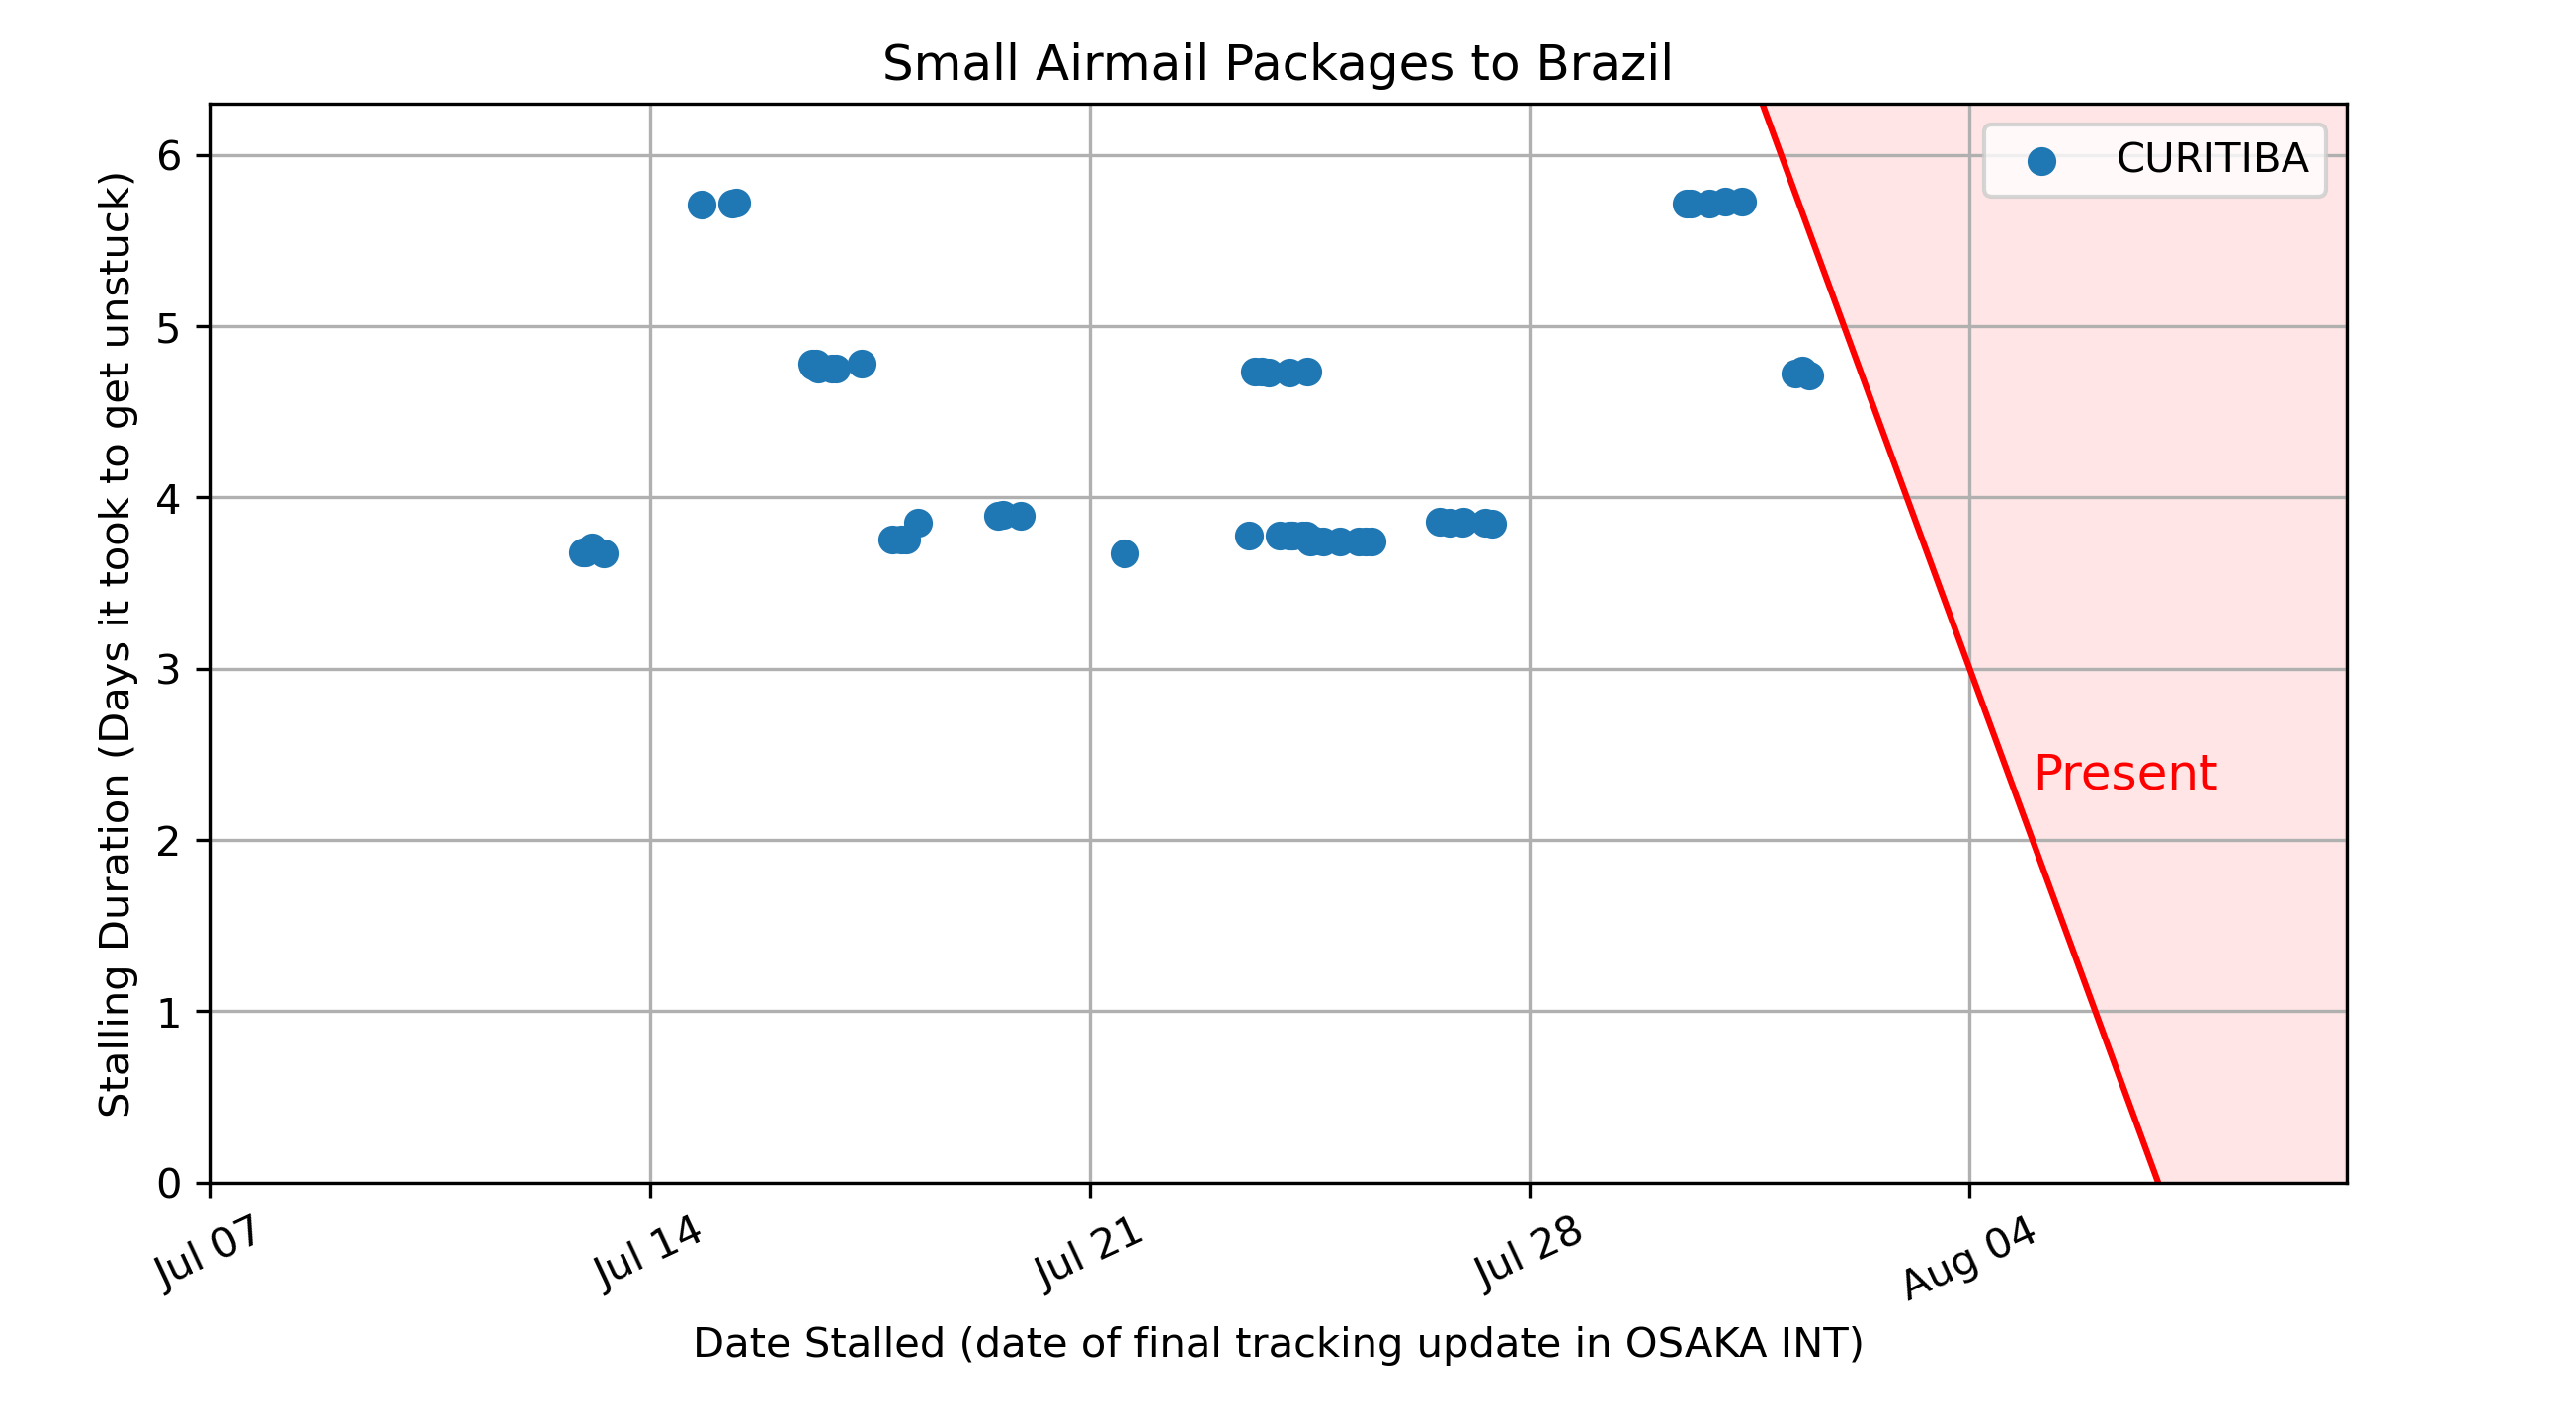 Small Airmail Packages to Brazil
Stalling Duration (Days it took to get unstuck)
6
5
4
3
2
1
0
CURITIBA
Present
Jul 07
Jul 14
Jul 21
Jul 28
Aug 04
Date Stalled (date of final tracking update in OSAKA INT)